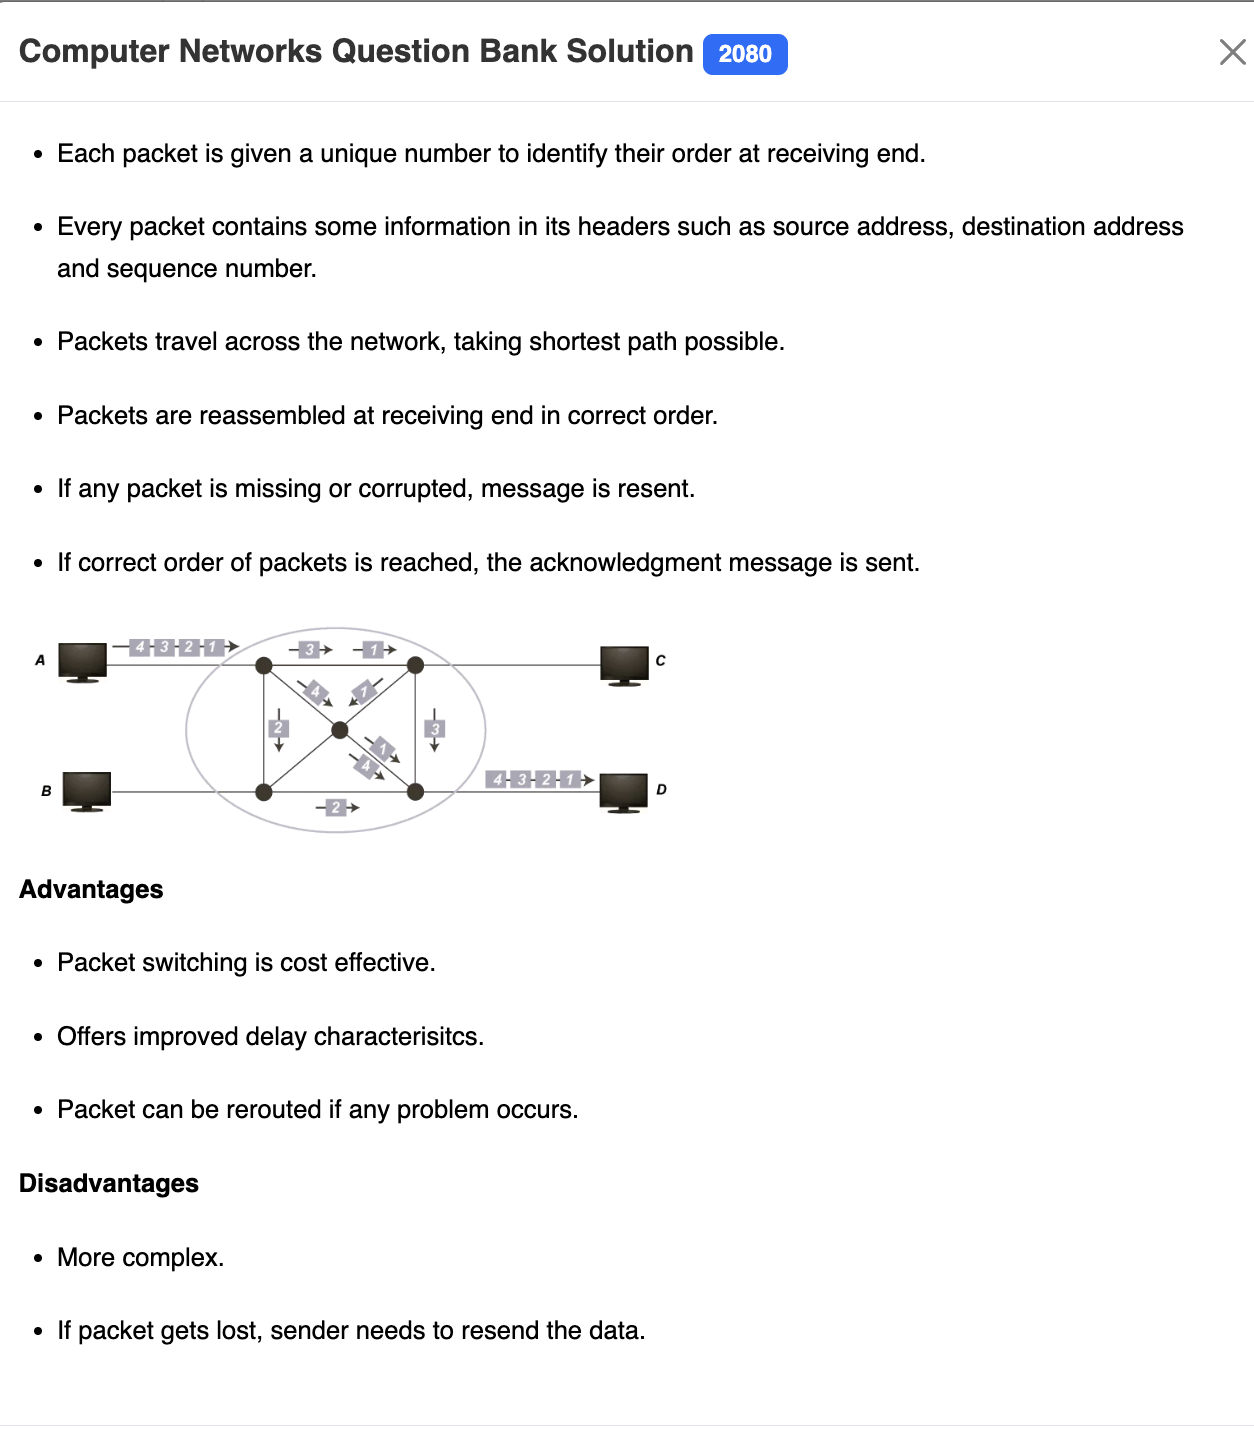 Computer Networks Question Bank Solution 2080
Each packet is given a unique number to identify their order at receiving end.
Every packet contains some information in its headers such as source address, destination address
and sequence number.
Packets travel across the network, taking shortest path possible.
Packets are reassembled at receiving end in correct order.
If any packet is missing or corrupted, message is resent.
If correct order of packets is reached, the acknowledgment message is sent.
A
4 3 2 1
3
1
C
4
1
2
3
1
4
B
4 3 2 1
D
2
Advantages
Packet switching is cost effective.
Offers improved delay characterisitcs.
Packet can be rerouted if any problem occurs.
Disadvantages
More complex.
If packet gets lost, sender needs to resend the data.